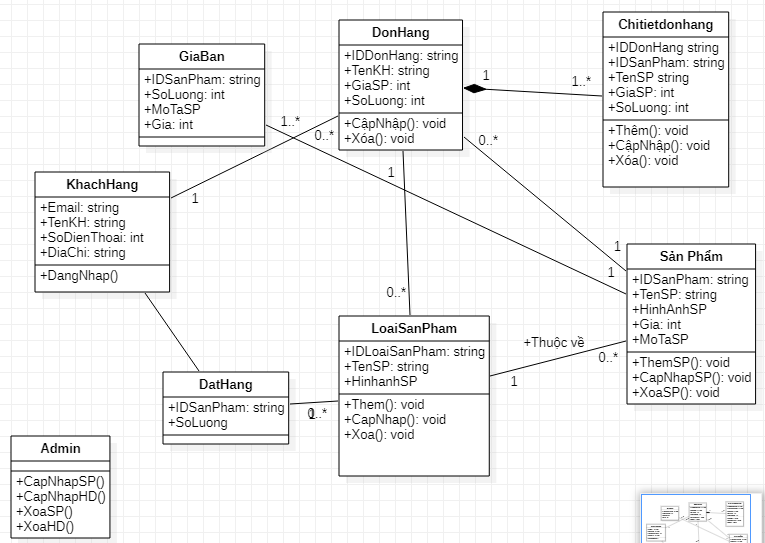 GiaBan
+IDSanPham: string
+SoLuong: int
+MoTaSP
+Gia: int
DonHang
+IDDonHang: string
+TenKH: string
+GiaSP: int
+SoLuong: int
+CậpNhập(): void
+Xóa(): void
Chitietdonhang
+IDDonHang string
+IDSanPham: string
+TenSP string
+GiaSP: int
+SoLuong: int
+Thêm(): void
+CậpNhập(): void
+Xóa(): void
1
1..*
1..*
0..*
0..*
1
1
1
1
KhachHang
+Email: string
+TenKH: string
+SoDienThoai: int
+DiaChi: string
+DangNhap()
Sản Phẩm
+IDSanPham: string
+TenSP: string
+HinhAnhSP
+Gia: int
+MoTaSP
+ThemSP(): void
+CapNhapSP(): void
+XoaSP(): void
0..*
LoaiSanPham
+IDLoaiSanPham: string
+TenSP: string
+HinhanhSP
+Them(): void
+CapNhap(): void
+Xoa(): void
+Thuộc về
0..*
1
DatHang
+IDSanPham: string
+SoLuong
Admin
+CapNhapSP()
+CapNhapHD()
+XoaSP()
+XoaHD()